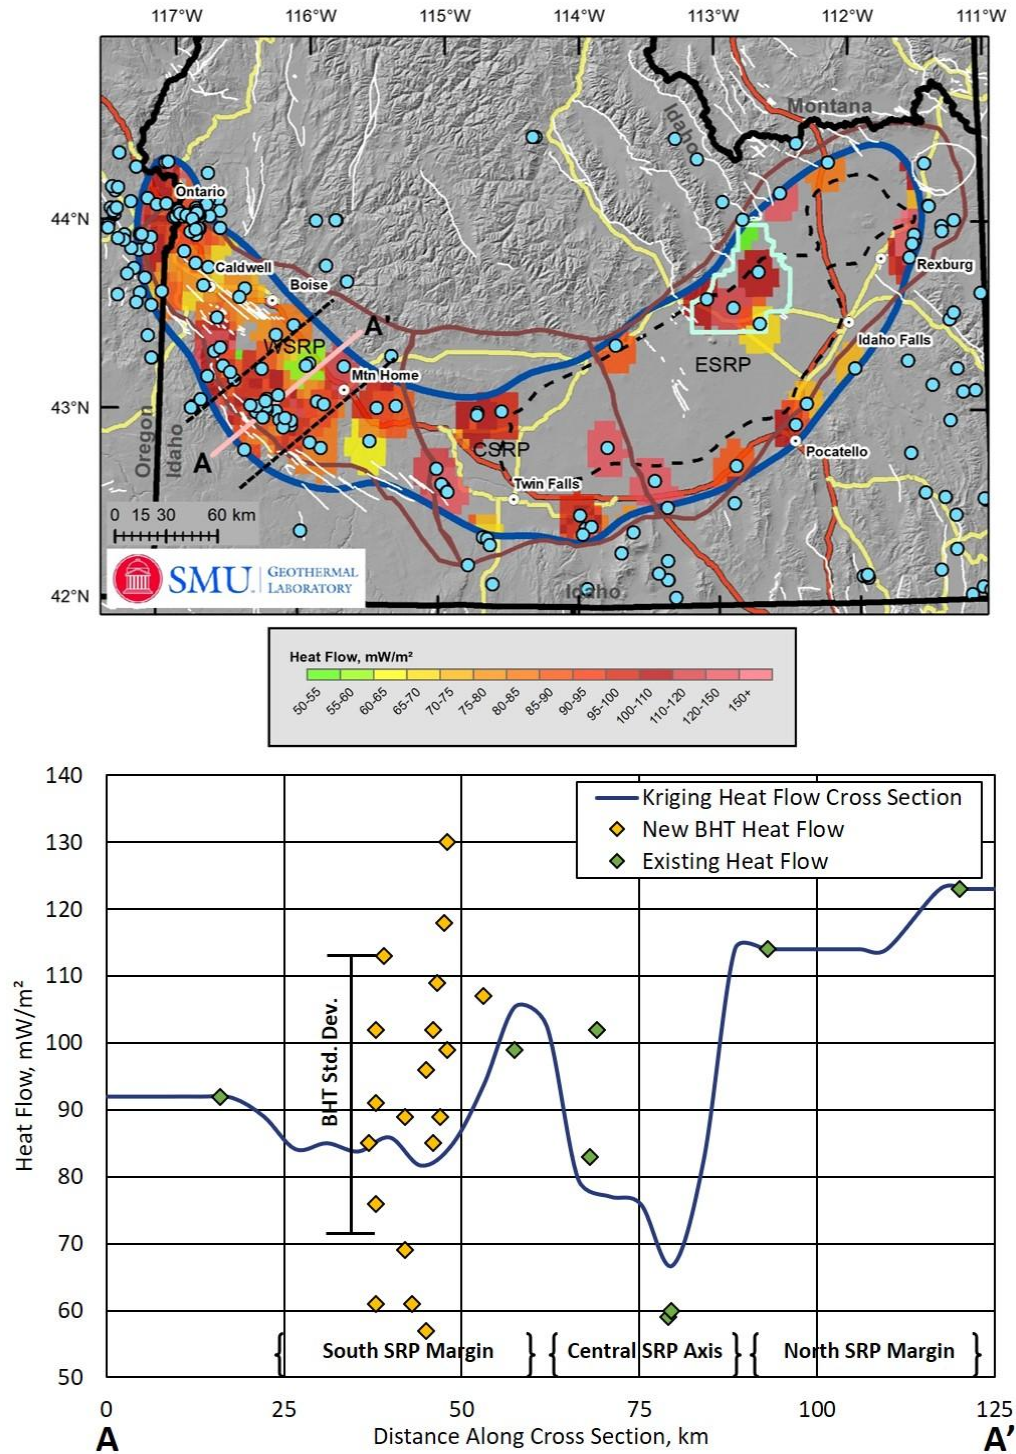 117°W 116°W 115°W 114°W 113°W 112°W 111°W
Montana
Idaho
Ontario
44°N
Caldwell
Boise
Rexburg
A'
WSRP
Idaho Falls
ESRP
Mtn Home
43°N
Oregon
Idaho
CSRP
Pocatello
A
Twin Falls
0 15 30 60 km
SMU. GEOTHERMAL
LABORATORY
Idaho
42°N
Heat Flow, mW/m²
50-55 55-60 60-65 65-70 70-75 75-80 80-85 85-90 90-95 95-100 100-110 110-120 120-150 150+
140
Kriging Heat Flow Cross Section
New BHT Heat Flow
Existing Heat Flow
130
120
110
100
90
80
70
60
50
Heat Flow, mW/m²
BHT Std. Dev.
{ South SRP Margin } { Central SRP Axis } { North SRP Margin }
0 25 50 75 100 125
A Distance Along Cross Section, km A’